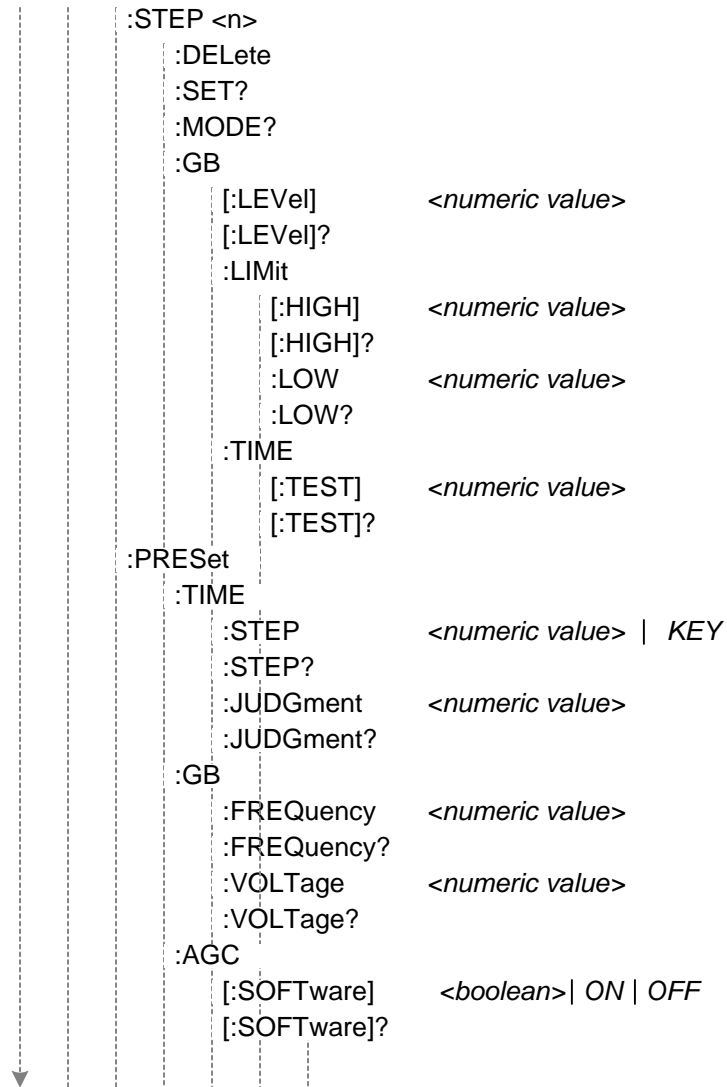 :STEP <n>
:DELete
:SET?
:MODE?
:GB
[:LEVel] <numeric value>
[:LEVel]?
:LIMit
[:HIGH] <numeric value>
[:HIGH]?
:LOW <numeric value>
:LOW?
:TIME
[:TEST] <numeric value>
[:TEST]?
:PRESet
:TIME
:STEP <numeric value> | KEY
:STEP?
:JUDGment <numeric value>
:JUDGment?
:GB
:FREQuency <numeric value>
:FREQuency?
:VOLTage <numeric value>
:VOLTage?
:AGC
[:SOFTware] <boolean>| ON | OFF
[:SOFTware]?